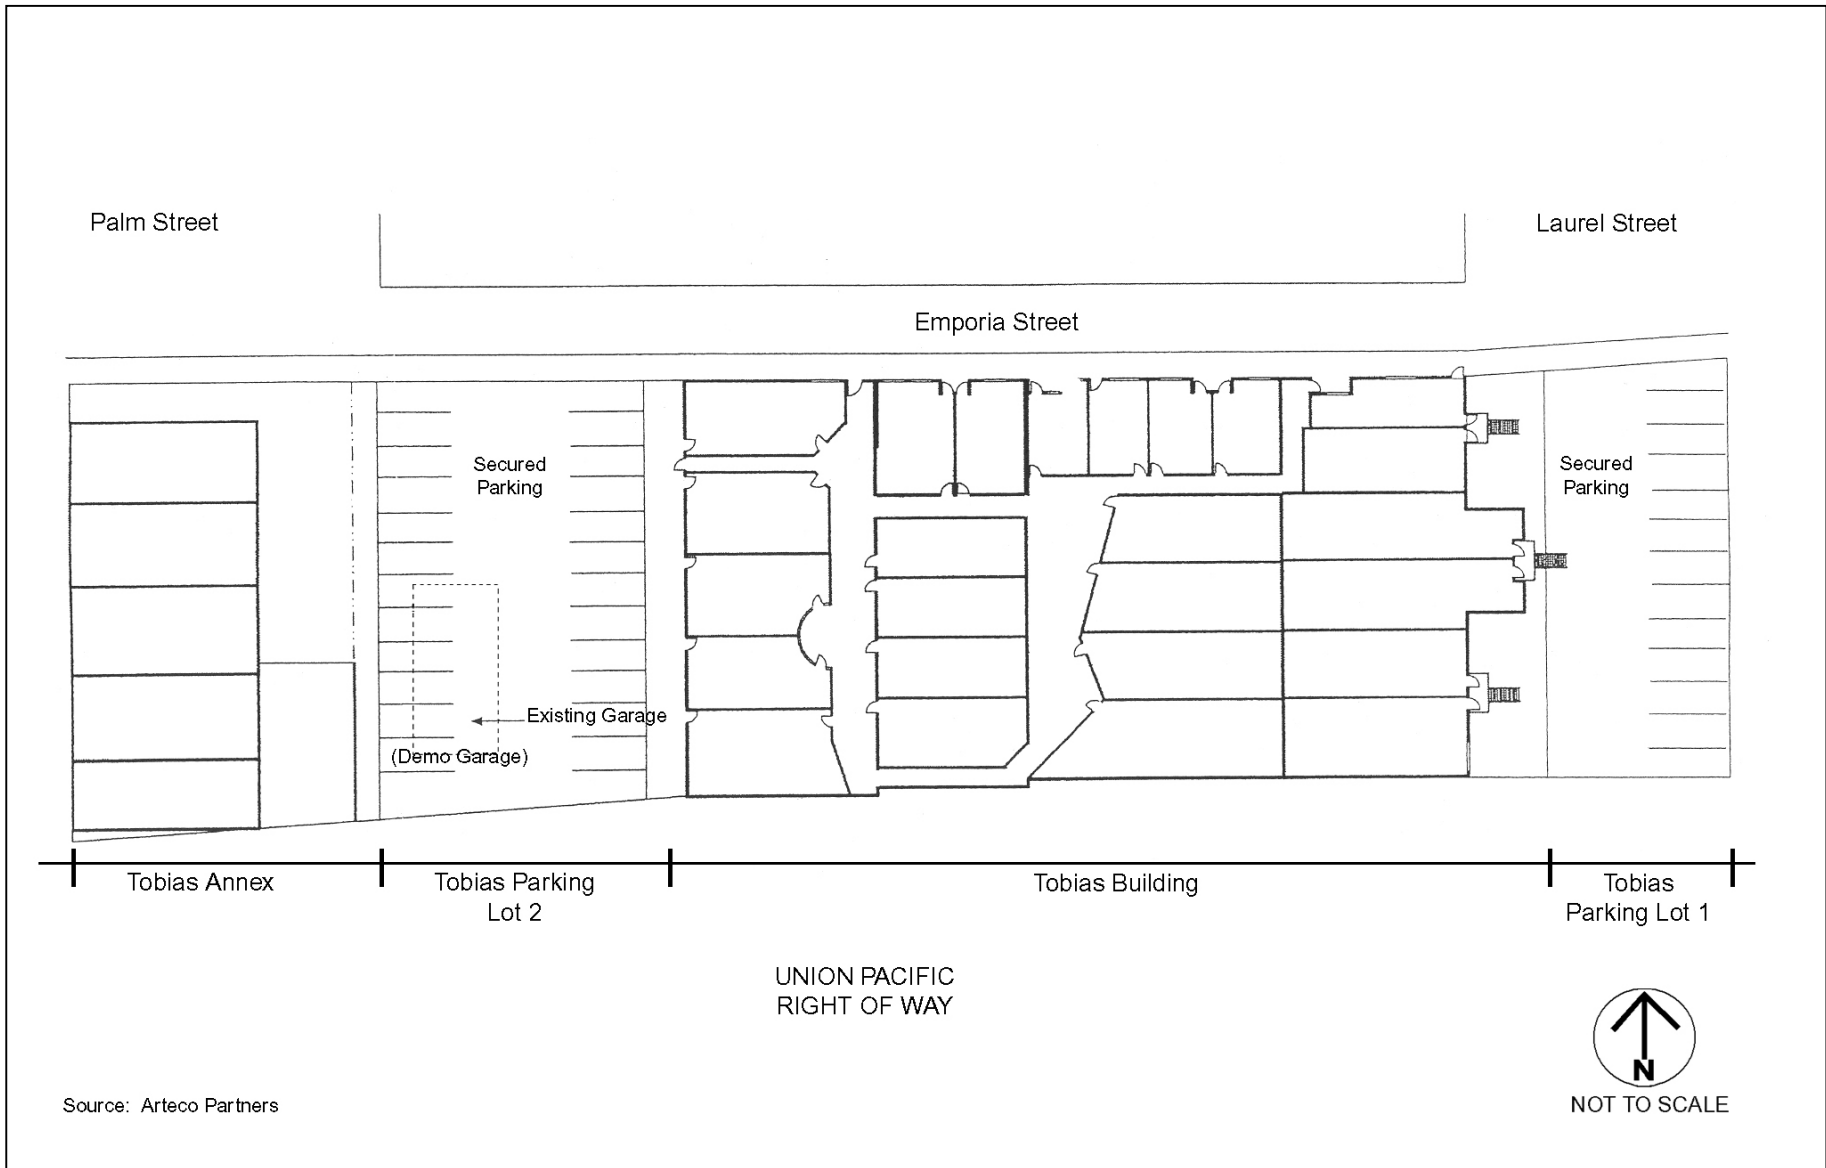 Palm Street
Laurel Street
Emporia Street
Secured
Parking
Secured
Parking
Existing Garage
(Demo Garage)
Tobias Annex
Tobias Parking
Lot 2
Tobias Building
Tobias
Parking Lot 1
UNION PACIFIC
RIGHT OF WAY
N
NOT TO SCALE
Source:  Arteco Partners